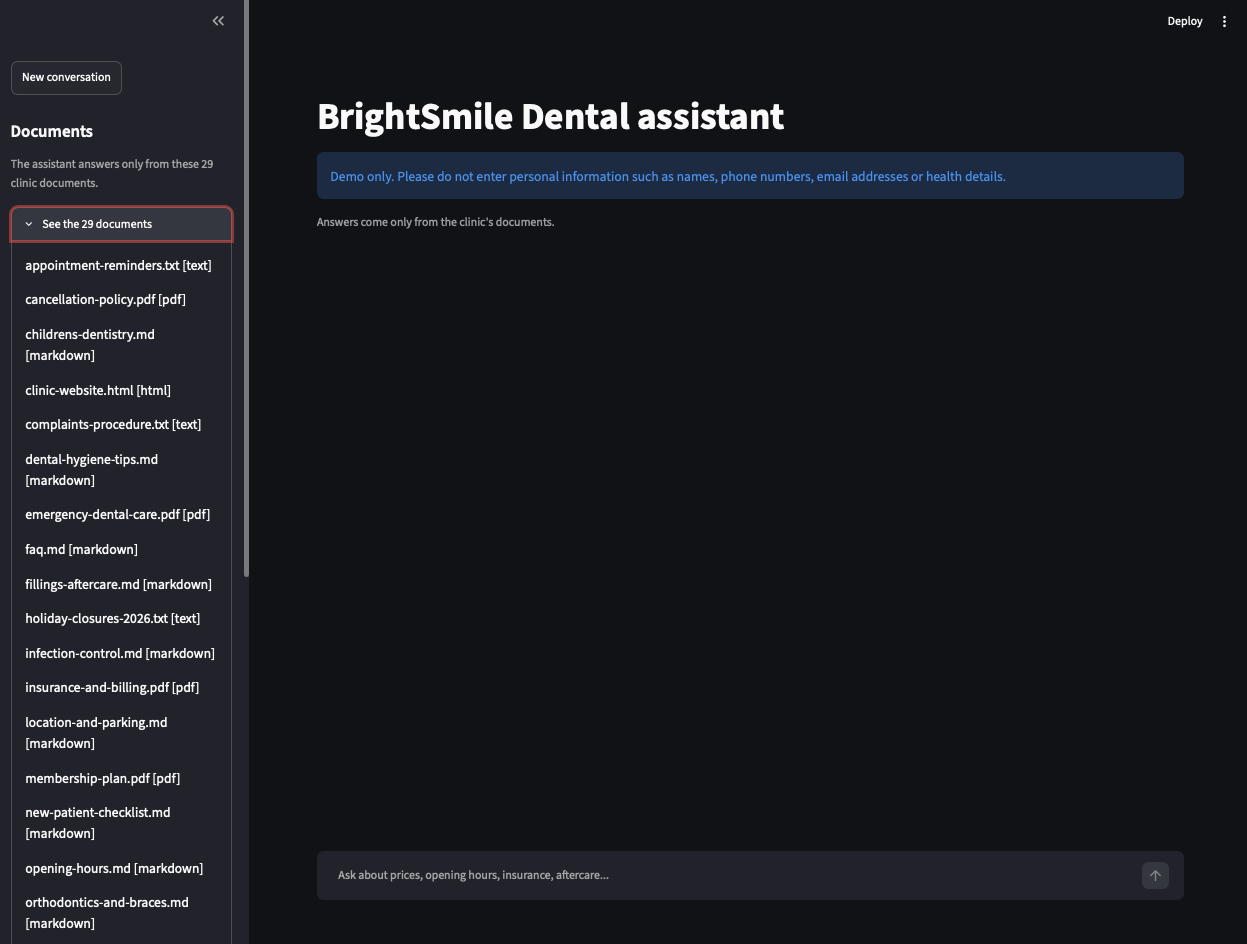 New conversation
Documents
The assistant answers only from these 29
clinic documents.
See the 29 documents
appointment-reminders.txt [text]
cancellation-policy.pdf [pdf]
childrens-dentistry.md
[markdown]
clinic-website.html [html]
complaints-procedure.txt [text]
dental-hygiene-tips.md
[markdown]
emergency-dental-care.pdf [pdf]
faq.md [markdown]
fillings-aftercare.md [markdown]
holiday-closures-2026.txt [text]
infection-control.md [markdown]
insurance-and-billing.pdf [pdf]
location-and-parking.md
[markdown]
membership-plan.pdf [pdf]
new-patient-checklist.md
[markdown]
opening-hours.md [markdown]
orthodontics-and-braces.md
[markdown]
Deploy
BrightSmile Dental assistant
Demo only. Please do not enter personal information such as names, phone numbers, email addresses or health details.
Answers come only from the clinic's documents.
Ask about prices, opening hours, insurance, aftercare...